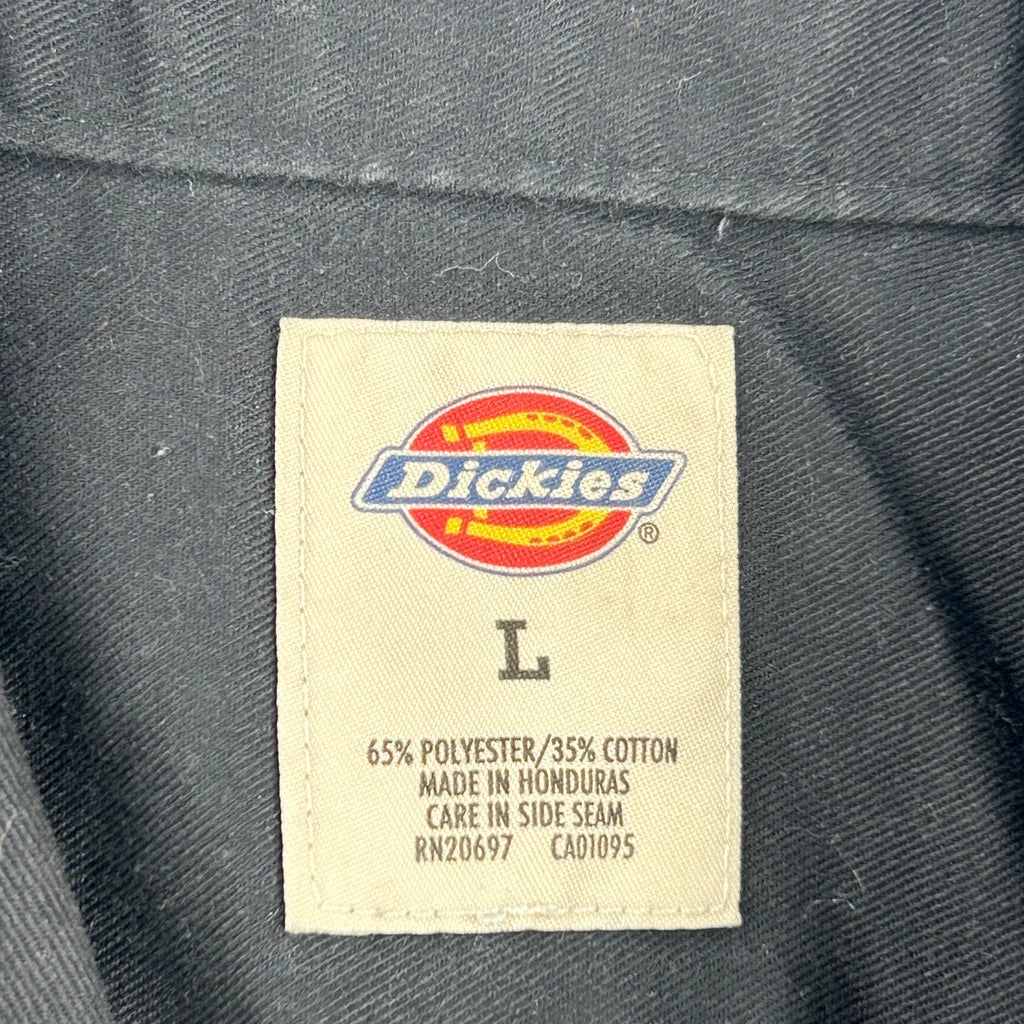 Dickies
®
L
65% POLYESTER/35% COTTON
MADE IN HONDURAS
CARE IN SIDE SEAM
RN20697 CA01095